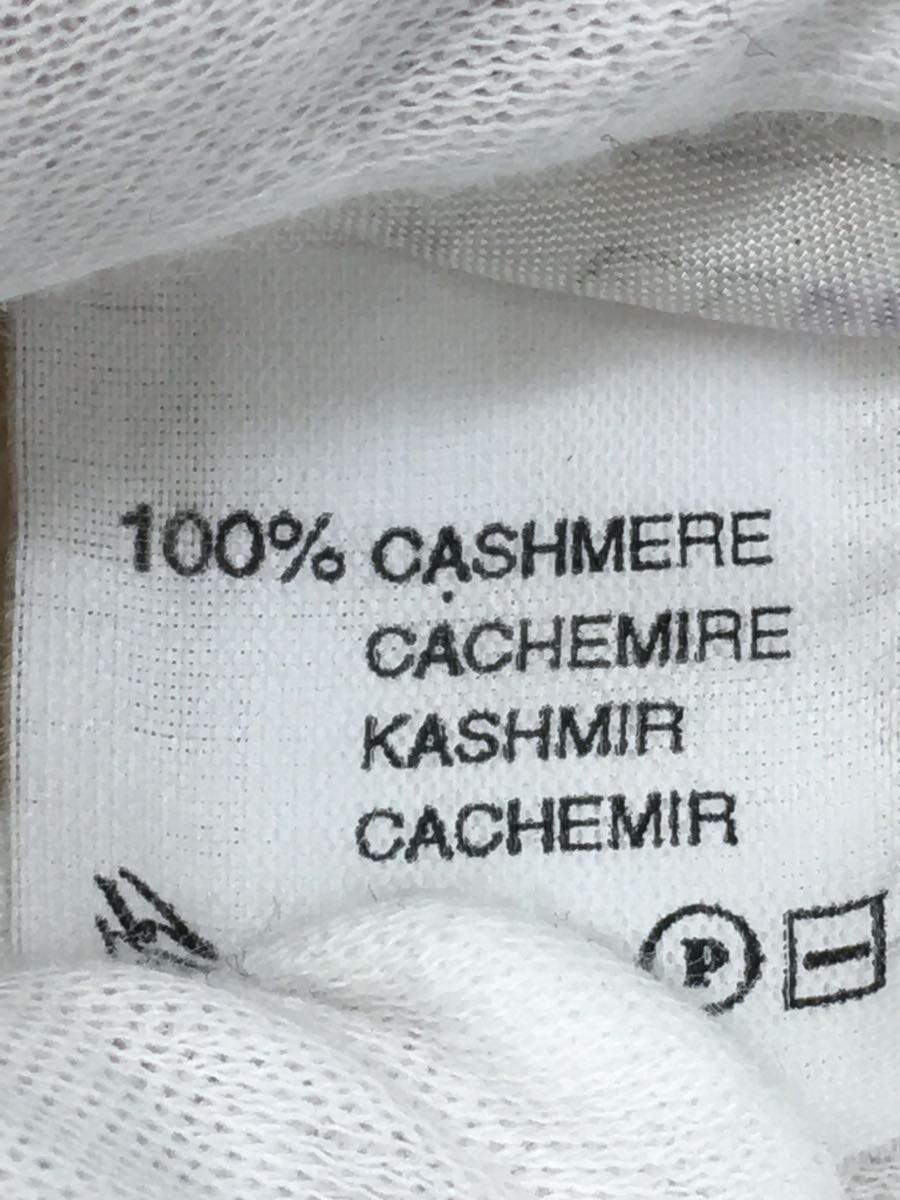 100% CASHMERE
CACHEMIRE
KASHMIR
CACHEMIR
P